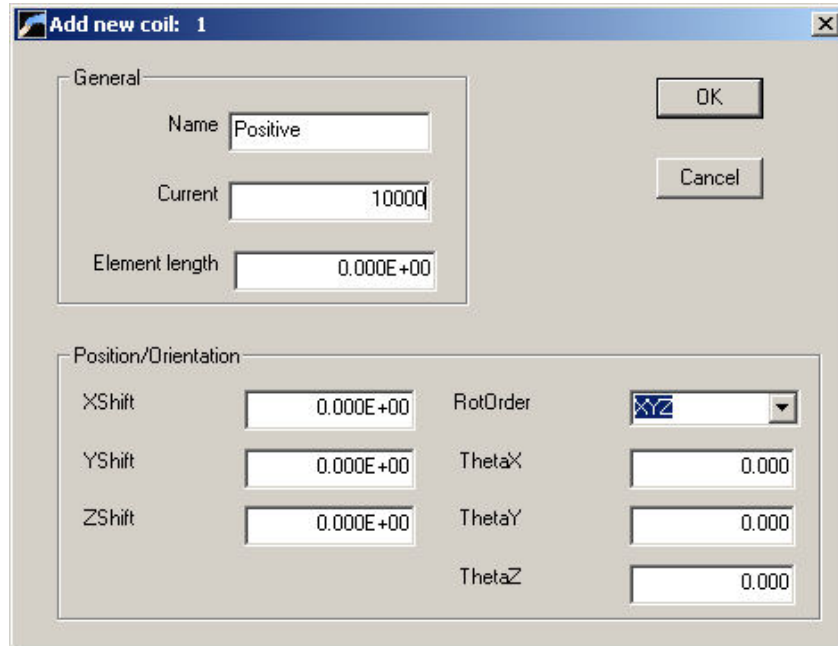 Add new coil: 1
General
Name Positive
Current 10000
Element length 0.000E+00
OK
Cancel
Position/Orientation
XShift 0.000E+00 RotOrder XYZ
YShift 0.000E+00 ThetaX 0.000
ZShift 0.000E+00 ThetaY 0.000
ThetaZ 0.000